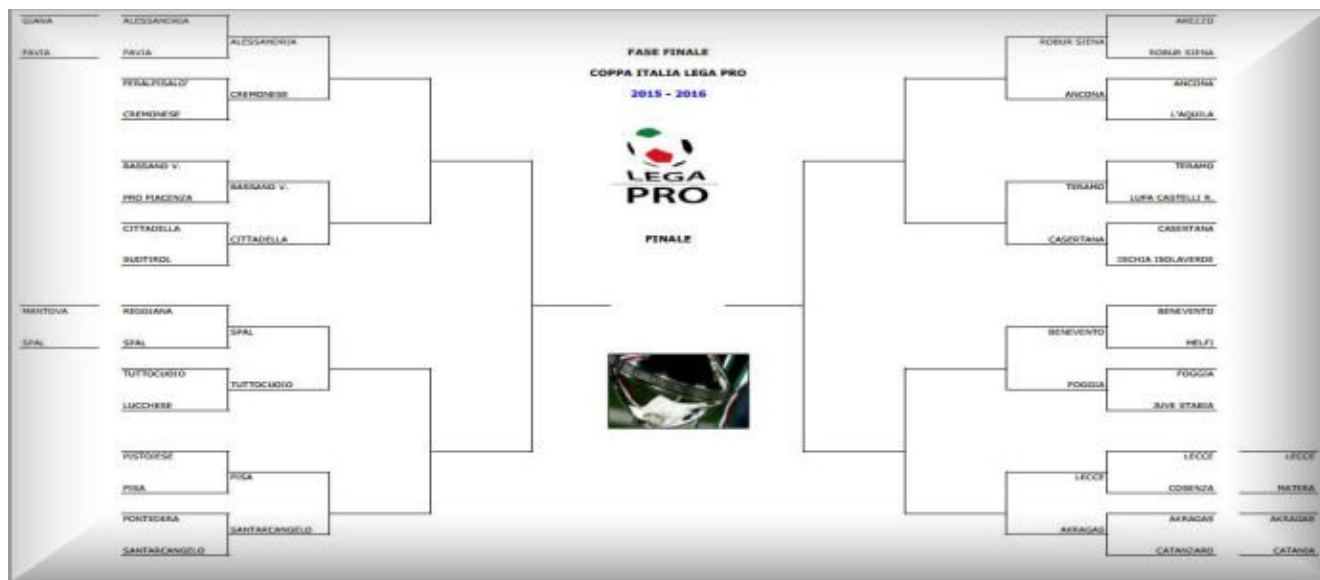 GIANA
PAVIA
MANTOVA
SPAL
ALESSANDRIA
PAVIA
FERALPISALO'
CREMONESE
BASSANO V.
PRO PIACENZA
CITTADELLA
SUDTIROL
REGGIANA
SPAL
TUTTOCUOIO
LUCCHESE
PISTOIESE
PISA
PONTEDERA
SANTARCANGELO
ALESSANDRIA
CREMONESE
BASSANO V.
CITTADELLA
SPAL
TUTTOCUOIO
PISA
SANTARCANGELO
FASE FINALE
COPPA ITALIA LEGA PRO
2015 - 2016
LEGA
PRO
FINALE
ROBUR SIENA
ANCONA
TERAMO
CASERTANA
BENEVENTO
FOGGIA
LECCE
AKRAGAS
AREZZO
ROBUR SIENA
ANCONA
L'AQUILA
TERAMO
LUPA CASTELLI R.
CASERTANA
ISCHIA ISOLAVERDE
BENEVENTO
MELFI
FOGGIA
JUVE STABIA
LECCE
COSENZA
AKRAGAS
CATANZARO
LECCE
MATERA
AKRAGAS
CATANIA